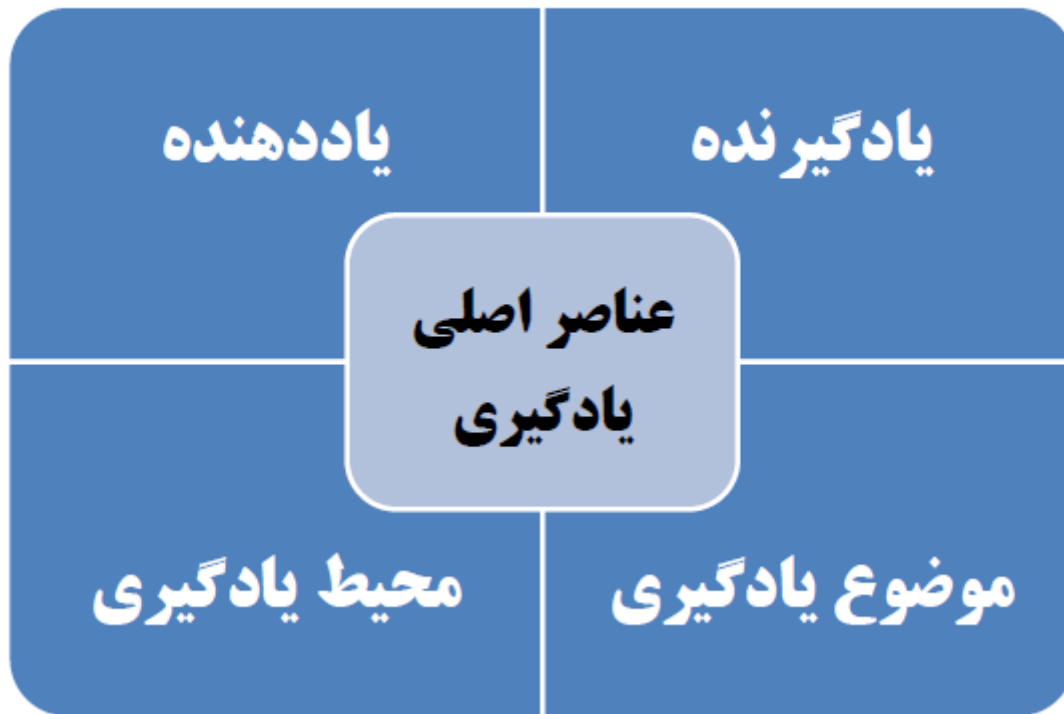 یادگیرنده
یاددهنده
عناصر اصلی
یادگیری
موضوع یادگیری
محیط یادگیری